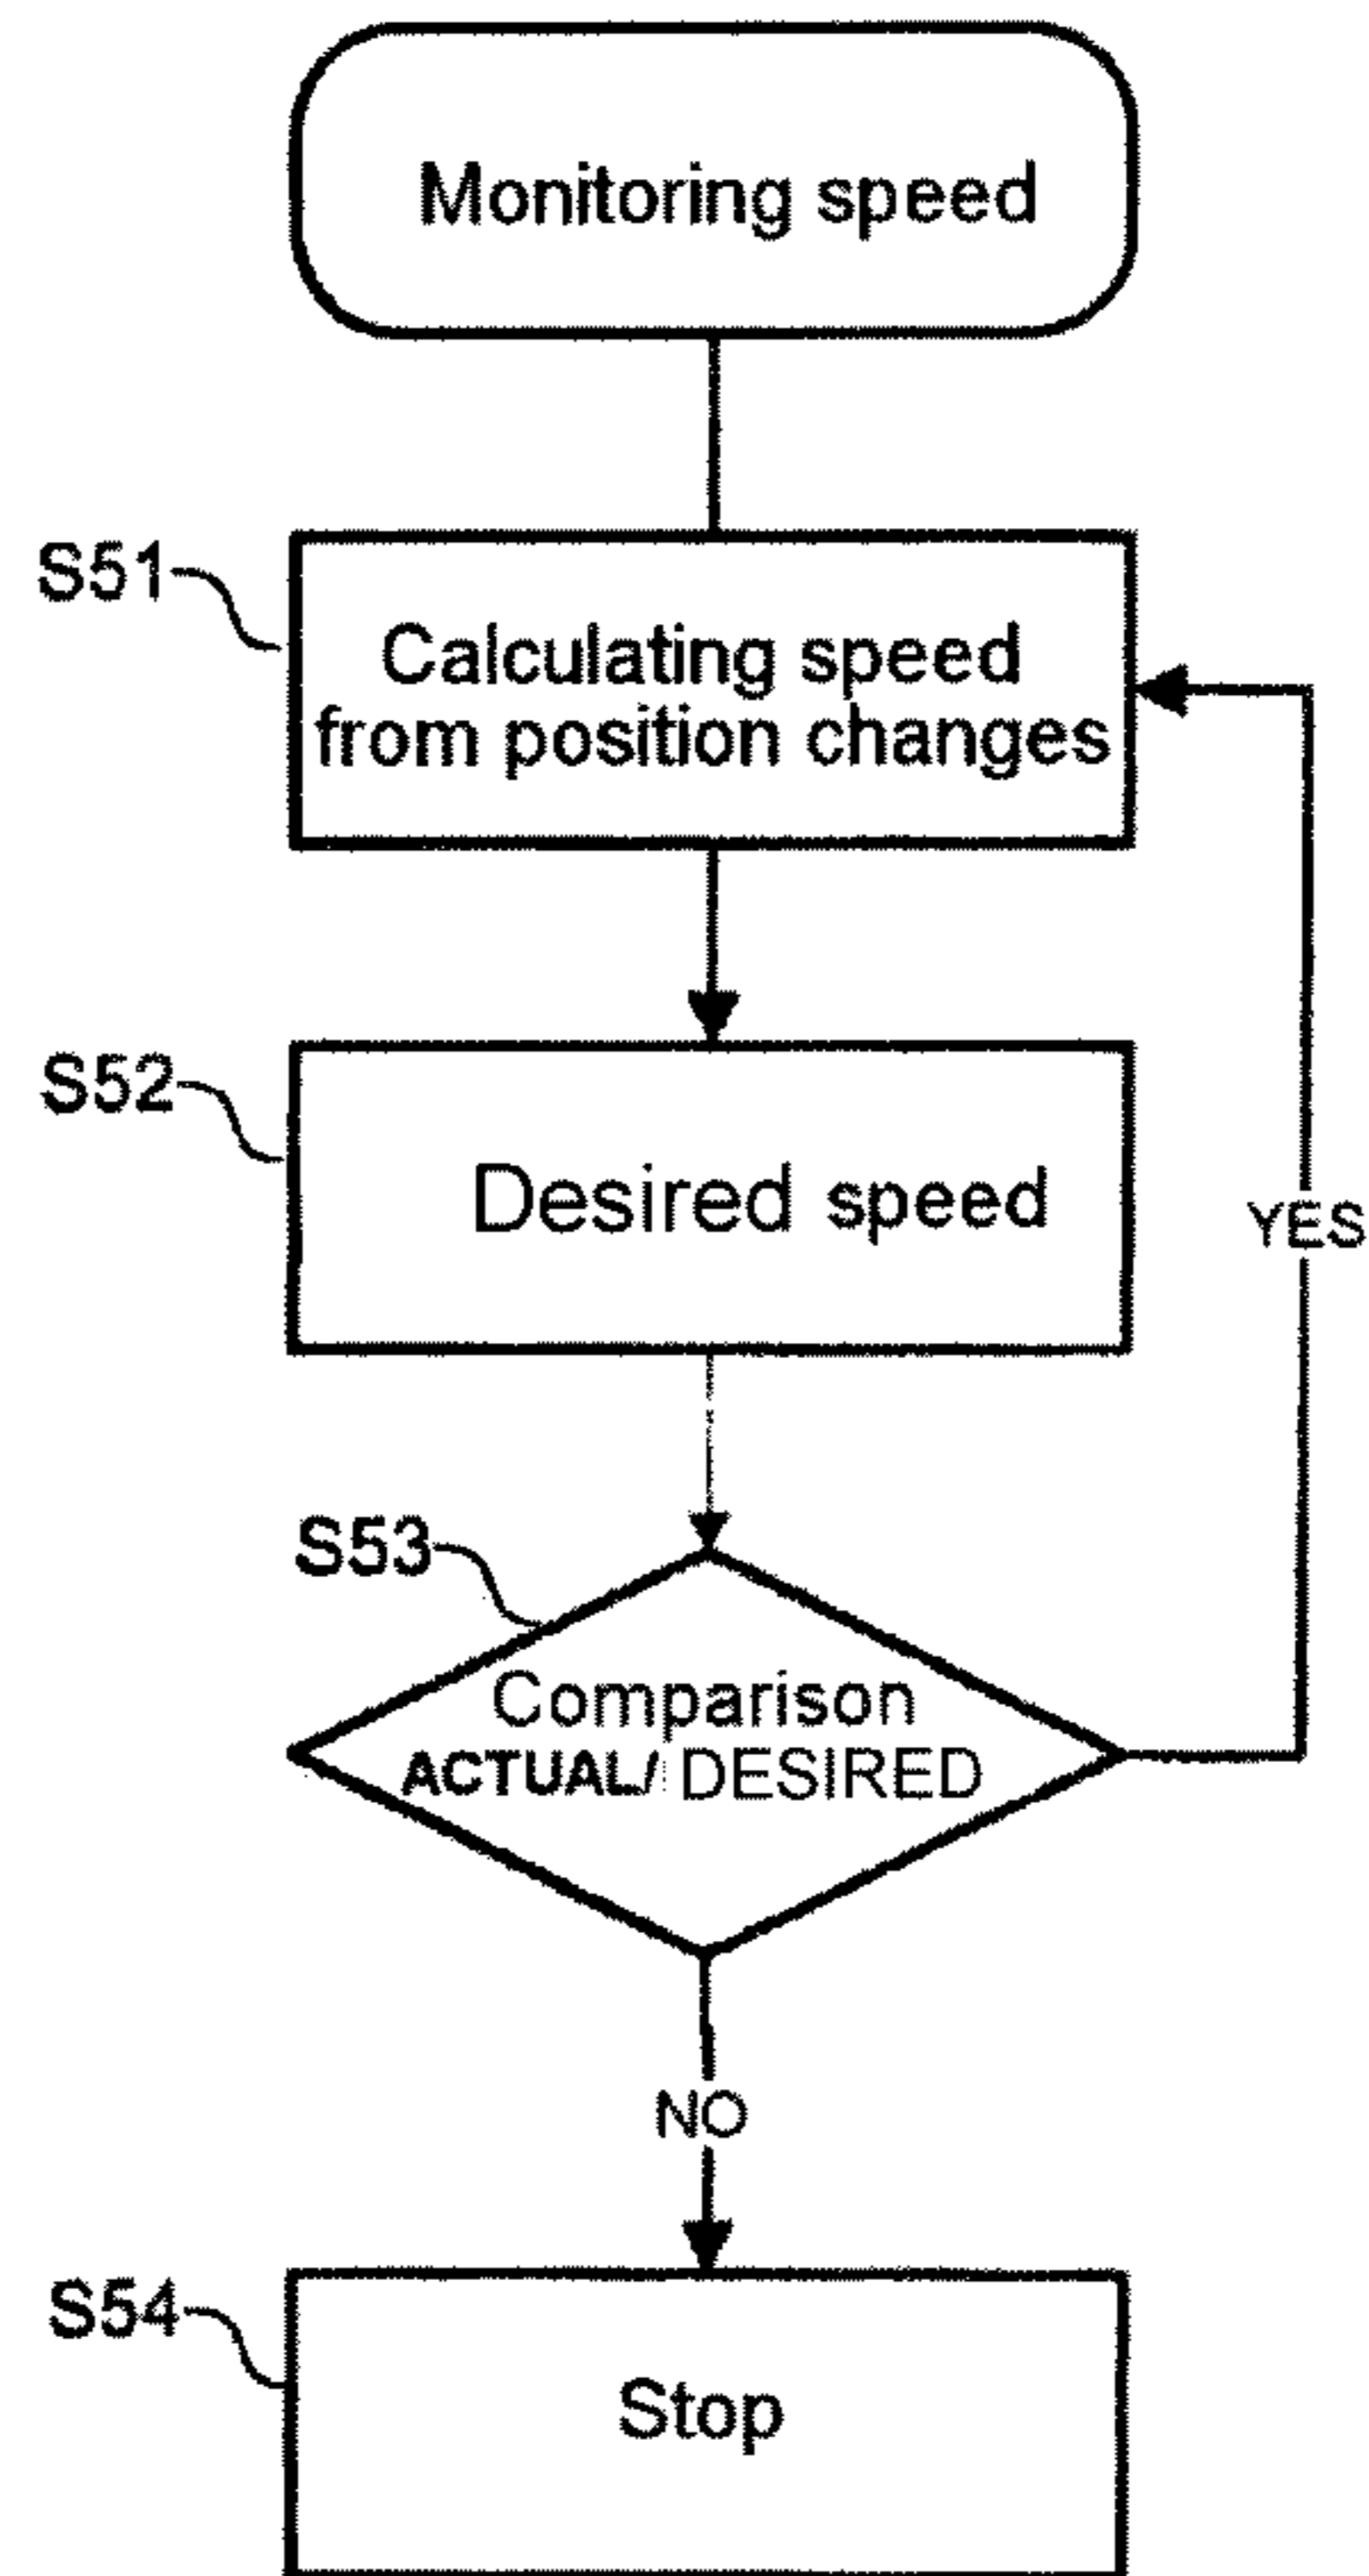 Monitoring speed
S51
Calculating speed
from position changes
S52
Desired speed
YES
S53
Comparison
ACTUAL/ DESIRED
NO
S54
Stop